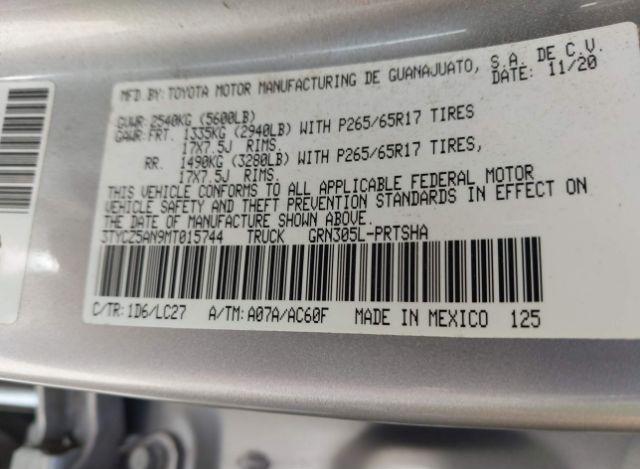 MFD.BY:TOYOTA MOTOR MANUFACTURING DE GUANAJUATO, S.A. DE C.V.
DATE: 11/20
GVWR:2540KG (5600LB)
GAWR:FRT. 1335KG (2940LB) WITH P265/65R17 TIRES
17X7.5J RIMS,
RR. 1490KG (3280LB) WITH P265/65R17 TIRES,
17X7.5J RIMS.
THIS VEHICLE CONFORMS TO ALL APPLICABLE FEDERAL MOTOR
VEHICLE SAFETY AND THEFT PREVENTION STANDARDS IN EFFECT ON
THE DATE OF MANUFACTURE SHOWN ABOVE.
3TYCZ5AN9MT015744 TRUCK GRN305L-PRTSHA
C/TR:1D6/LC27 A/TM:A07A/AC60F MADE IN MEXICO 125